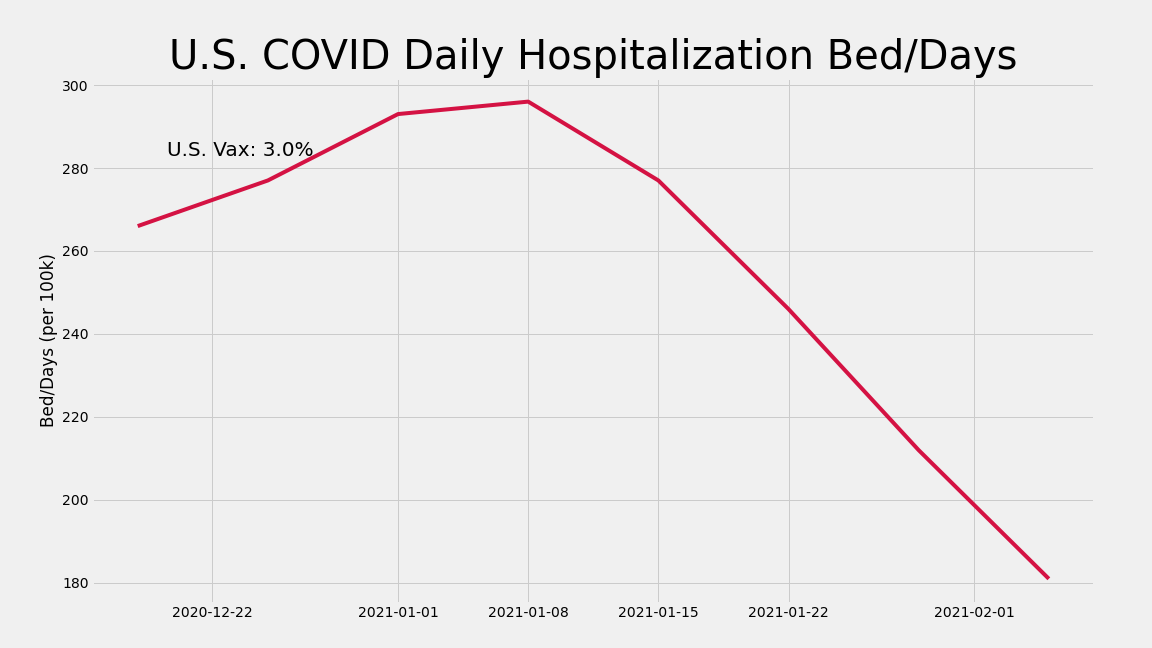 U.S. COVID Daily Hospitalization Bed/Days
300
U.S. Vax: 3.0%
280
260
240
220
200
180
Bed/Days (per 100k)
2020-12-22 2021-01-01 2021-01-08 2021-01-15 2021-01-22 2021-02-01